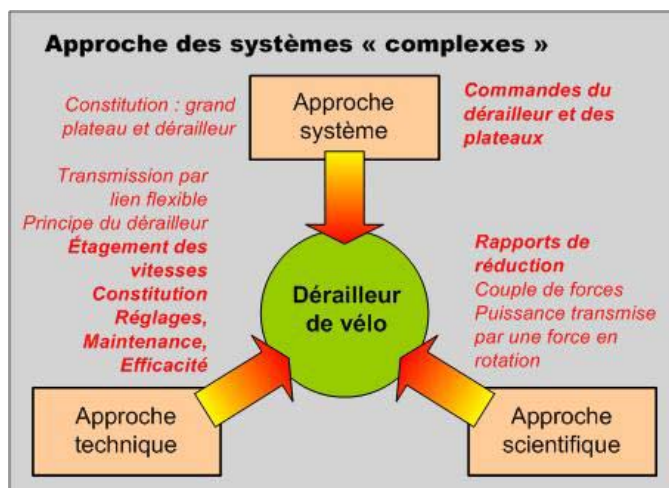 Approche des systèmes « complexes »
Constitution : grand
plateau et dérailleur
Approche
système
Commandes du
dérailleur et des
plateaux
Transmission par
lien flexible
Principe du dérailleur
Étagement des
vitesses
Constitution
Réglages,
Maintenance,
Efficacité
Dérailleur
de vélo
Rapports de
réduction
Couple de forces
Puissance transmise
par une force en
rotation
Approche
technique
Approche
scientifique